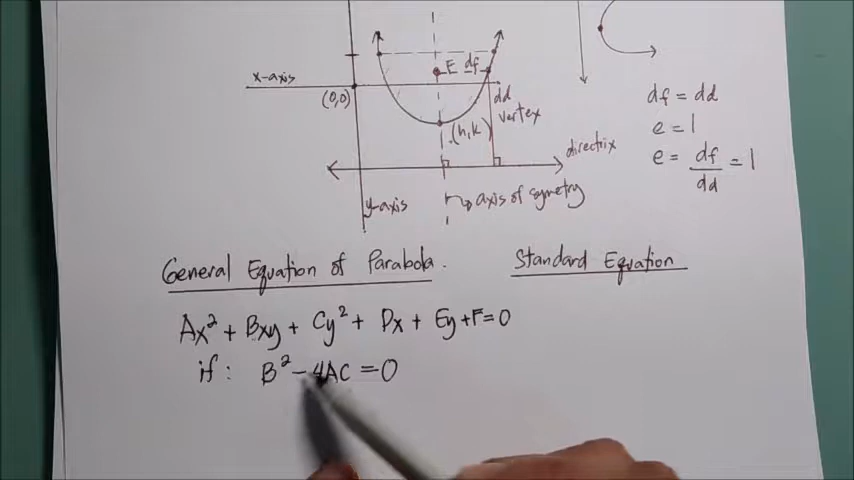 F df
x-axis
(0,0)
dd
vertex
(h,k)
directrix
axis of symetry
y-axis
df = dd
e = 1
e = df/dd = 1
General Equation of Parabola.
Standard Equation
Ax² + Bxy + Cy² + Dx + Ey + F = 0
if: B² - 4AC = 0